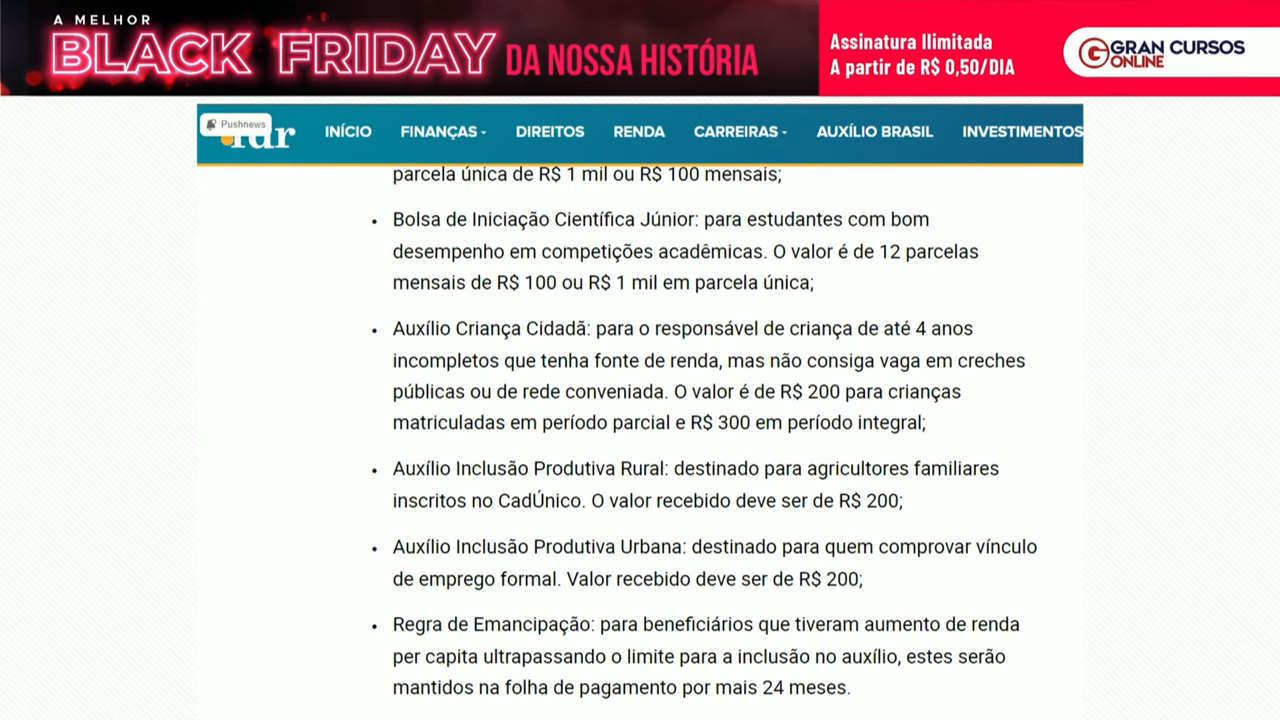 A MELHOR
BLACK FRIDAY DA NOSSA HISTÓRIA
Assinatura Ilimitada
A partir de R$ 0,50/DIA
GRAN CURSOS
ONLINE
Pushnews
INÍCIO FINANÇAS DIREITOS RENDA CARREIRAS AUXÍLIO BRASIL INVESTIMENTOS
parcela única de R$ 1 mil ou R$ 100 mensais;
• Bolsa de Iniciação Científica Júnior: para estudantes com bom
desempenho em competições acadêmicas. O valor é de 12 parcelas
mensais de R$ 100 ou R$ 1 mil em parcela única;
• Auxílio Criança Cidadã: para o responsável de criança de até 4 anos
incompletos que tenha fonte de renda, mas não consiga vaga em creches
públicas ou de rede conveniada. O valor é de R$ 200 para crianças
matriculadas em período parcial e R$ 300 em período integral;
• Auxílio Inclusão Produtiva Rural: destinado para agricultores familiares
inscritos no CadÚnico. O valor recebido deve ser de R$ 200;
• Auxílio Inclusão Produtiva Urbana: destinado para quem comprovar vínculo
de emprego formal. Valor recebido deve ser de R$ 200;
• Regra de Emancipação: para beneficiários que tiveram aumento de renda
per capita ultrapassando o limite para a inclusão no auxílio, estes serão
mantidos na folha de pagamento por mais 24 meses.